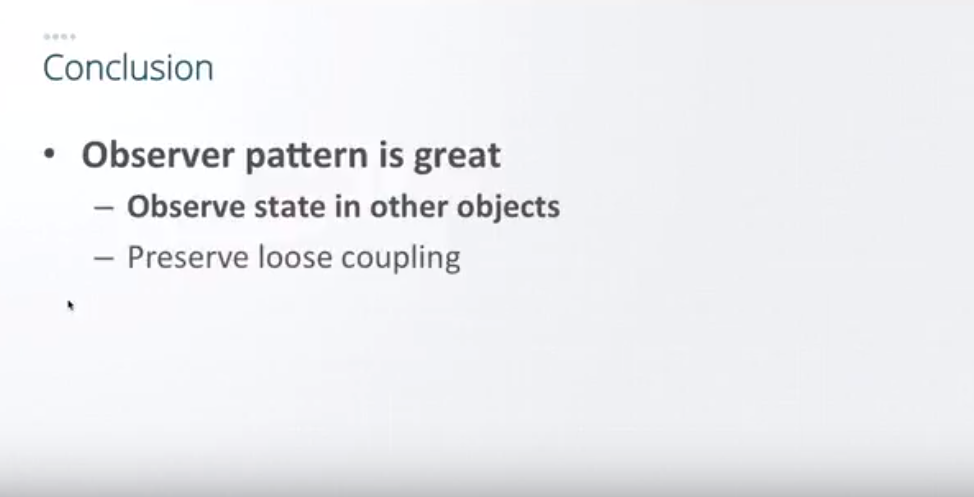 Conclusion
• Observer pattern is great
– Observe state in other objects
– Preserve loose coupling